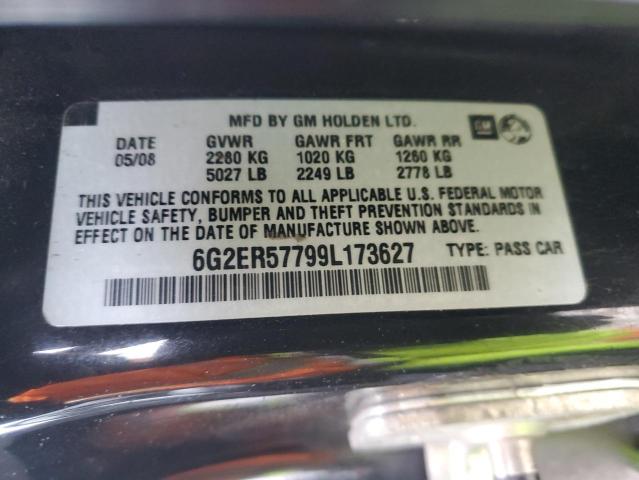 MFD BY GM HOLDEN LTD.
GM
DATE GVWR GAWR FRT GAWR RR
05/08 2280 KG 1020 KG 1260 KG
5027 LB 2249 LB 2778 LB
THIS VEHICLE CONFORMS TO ALL APPLICABLE U.S. FEDERAL MOTOR
VEHICLE SAFETY, BUMPER AND THEFT PREVENTION STANDARDS IN
EFFECT ON THE DATE OF MANUFACTURE SHOWN ABOVE.
6G2ER57799L173627 TYPE: PASS CAR